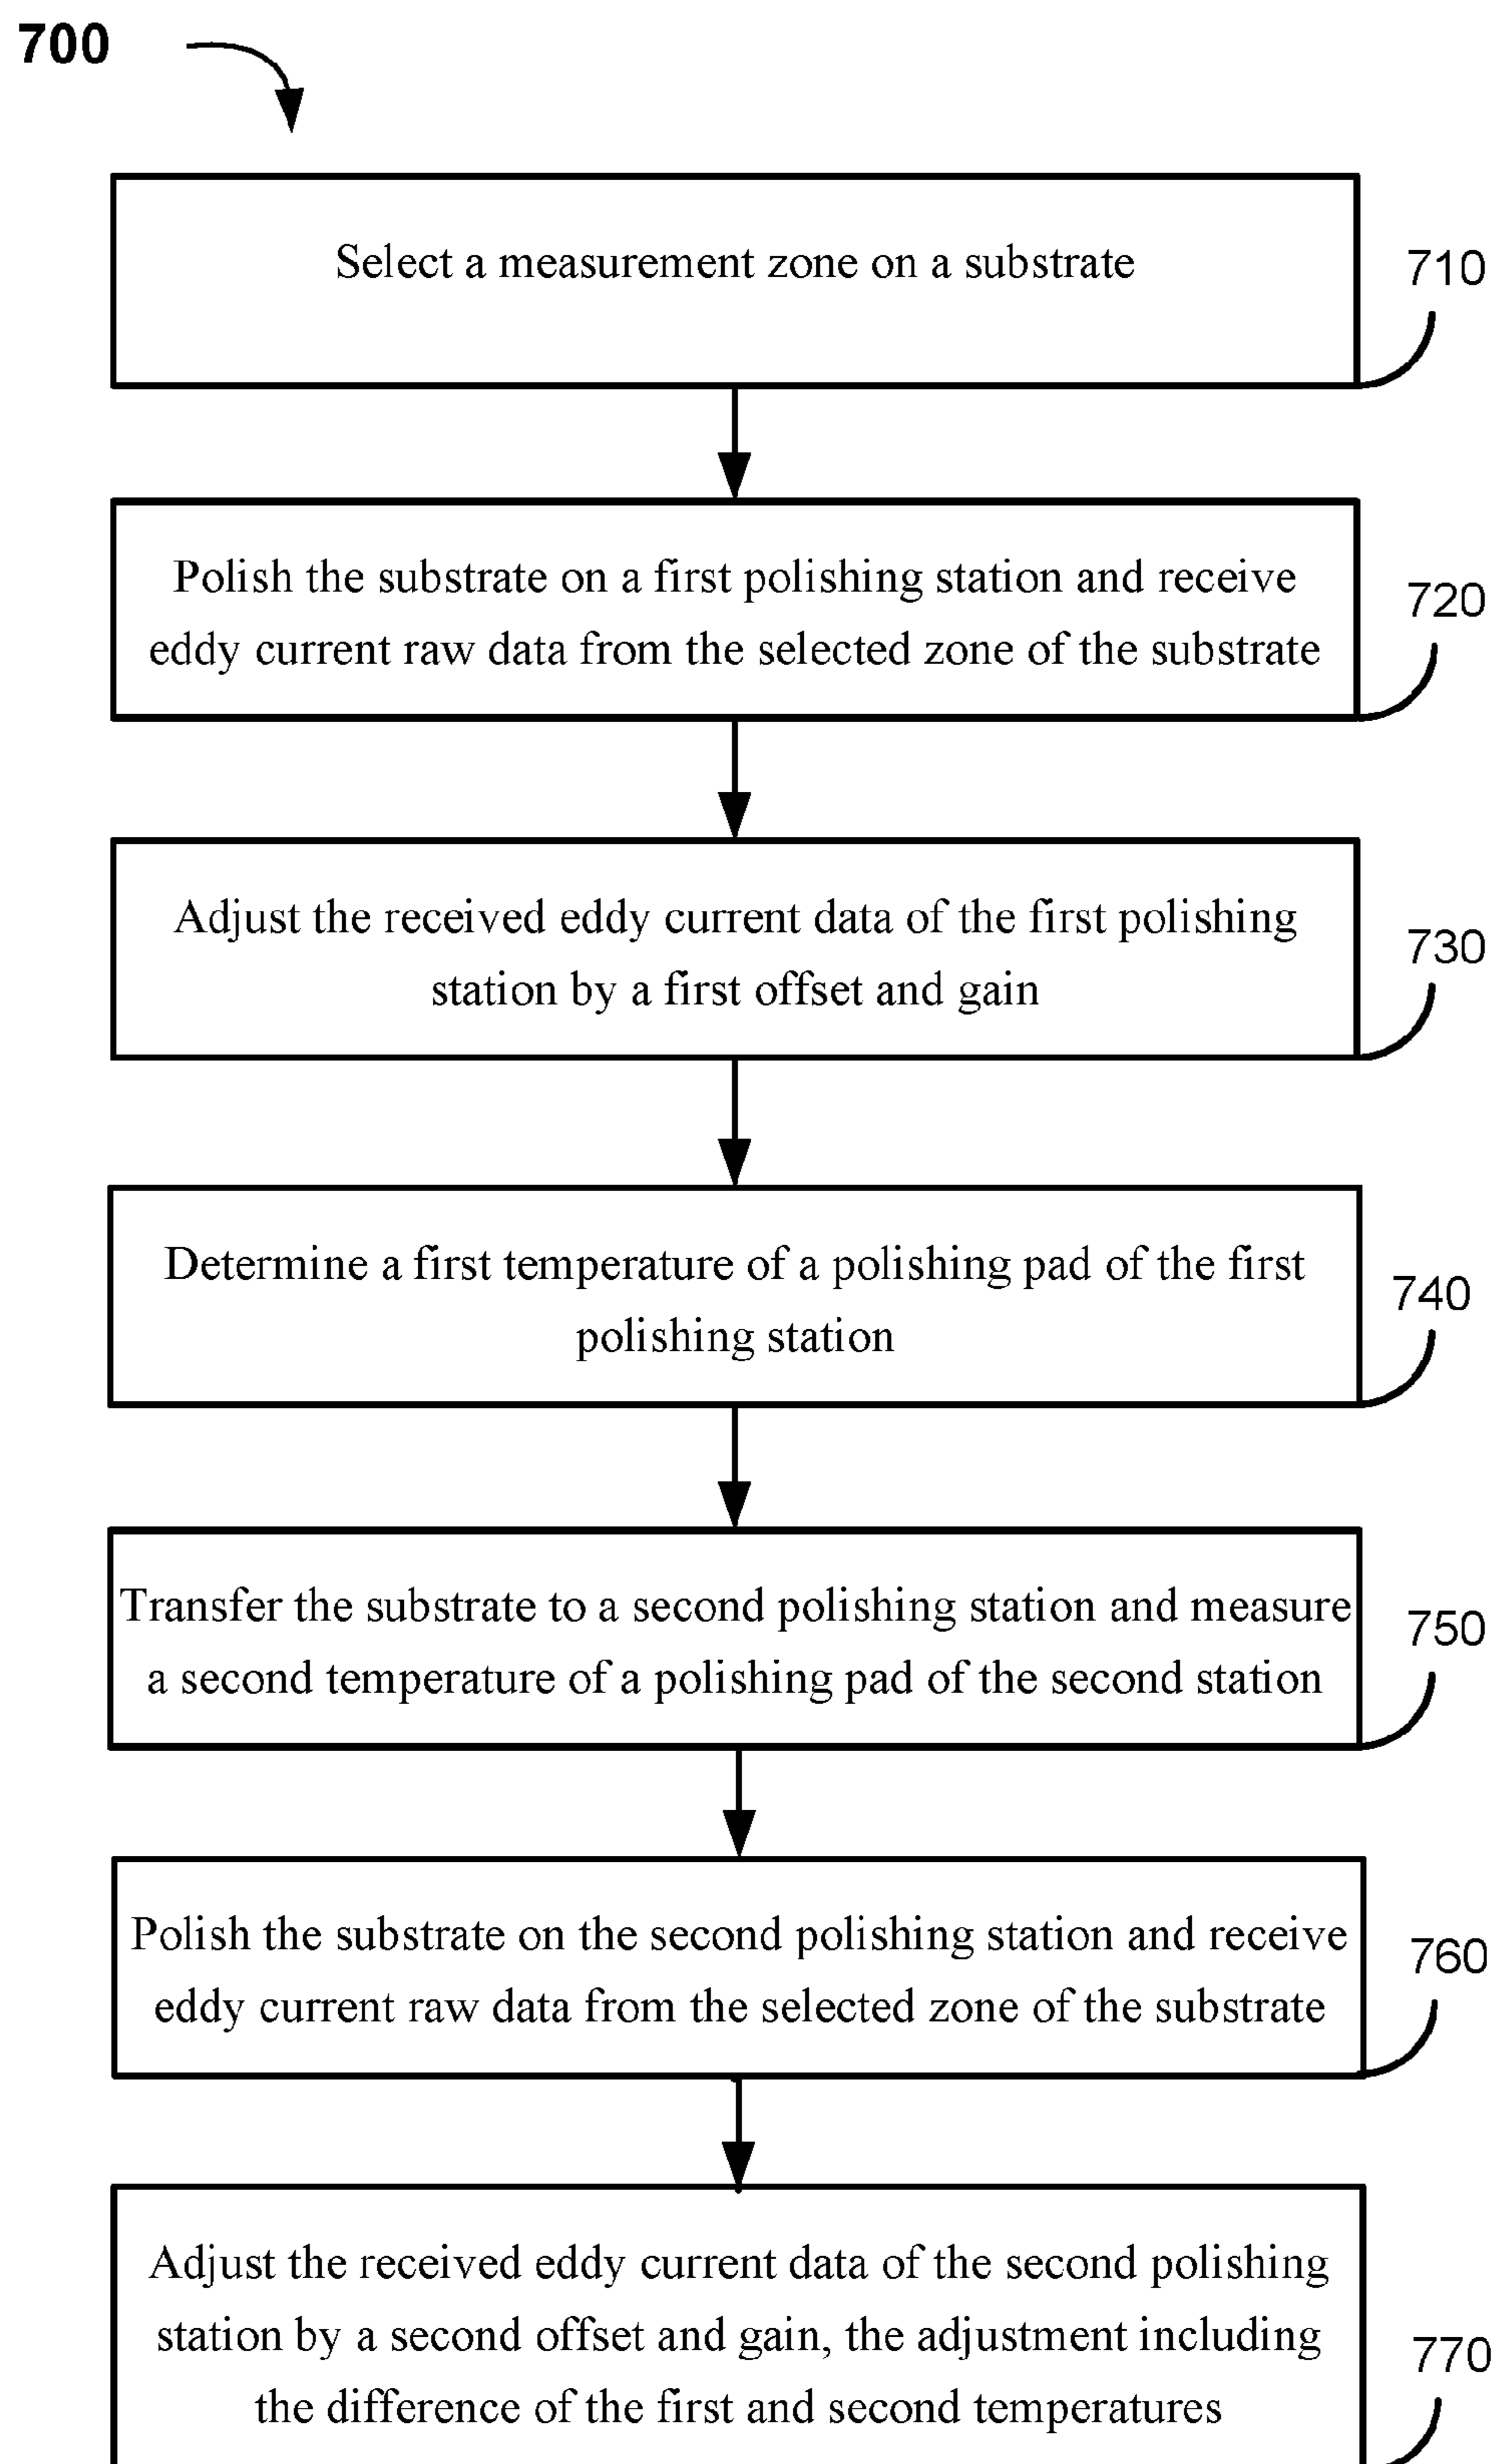 700
Select a measurement zone on a substrate
710
Polish the substrate on a first polishing station and receive
eddy current raw data from the selected zone of the substrate
720
Adjust the received eddy current data of the first polishing
station by a first offset and gain
730
Determine a first temperature of a polishing pad of the first
polishing station
740
Transfer the substrate to a second polishing station and measure
a second temperature of a polishing pad of the second station
750
Polish the substrate on the second polishing station and receive
eddy current raw data from the selected zone of the substrate
760
Adjust the received eddy current data of the second polishing
station by a second offset and gain, the adjustment including
the difference of the first and second temperatures
770